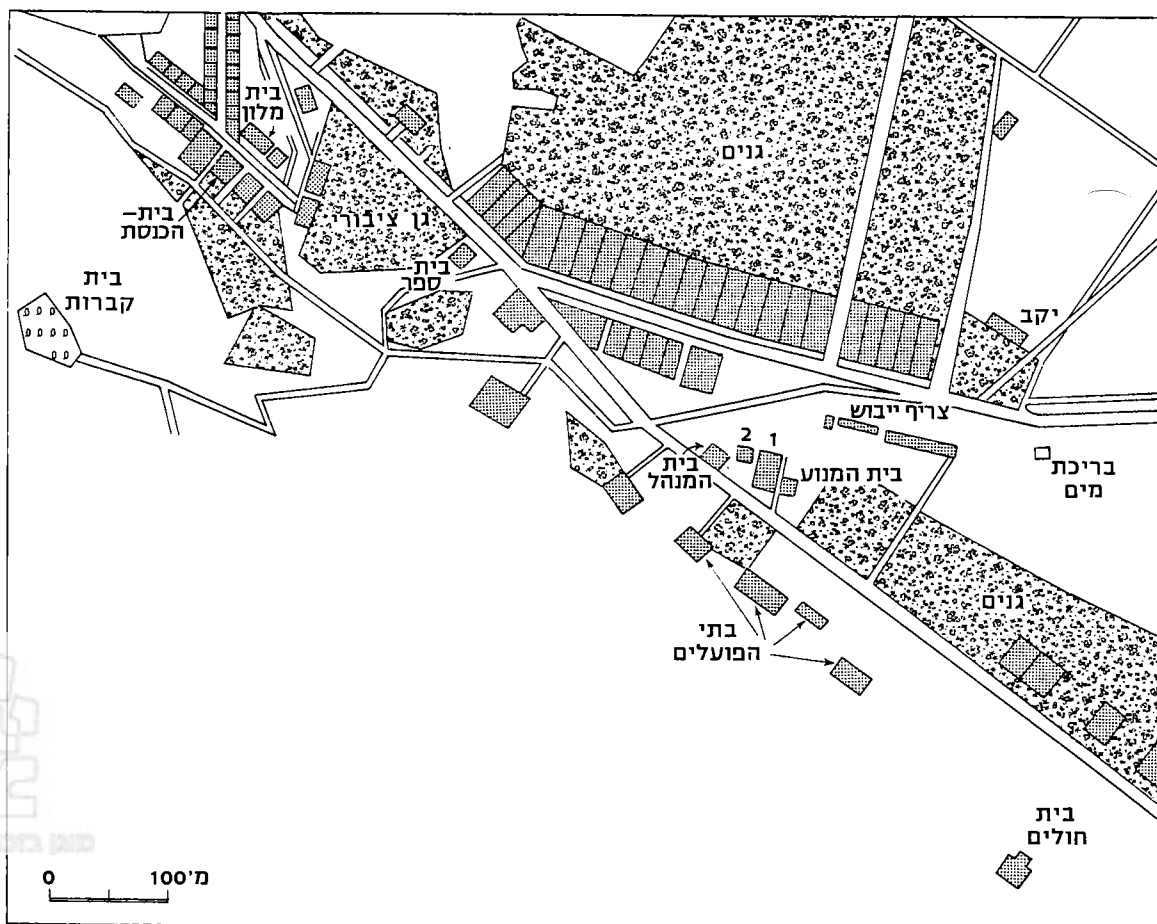 בית
מלון
גנים
בית–
הכנסת
גן ציבורי
בית
ספר
בית
קברות
יקב
צריף ייבוש
2
1
בית
המנהל
בית המנוע
בריכת
מים
גנים
בתי
הפועלים
בית
חולים
0
100 מ'